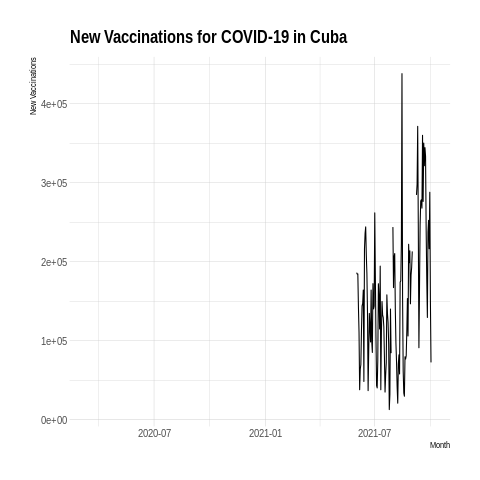 New Vaccinations for COVID-19 in Cuba
New Vaccinations
4e+05
3e+05
2e+05
1e+05
0e+00
2020-07 2021-01 2021-07
Month